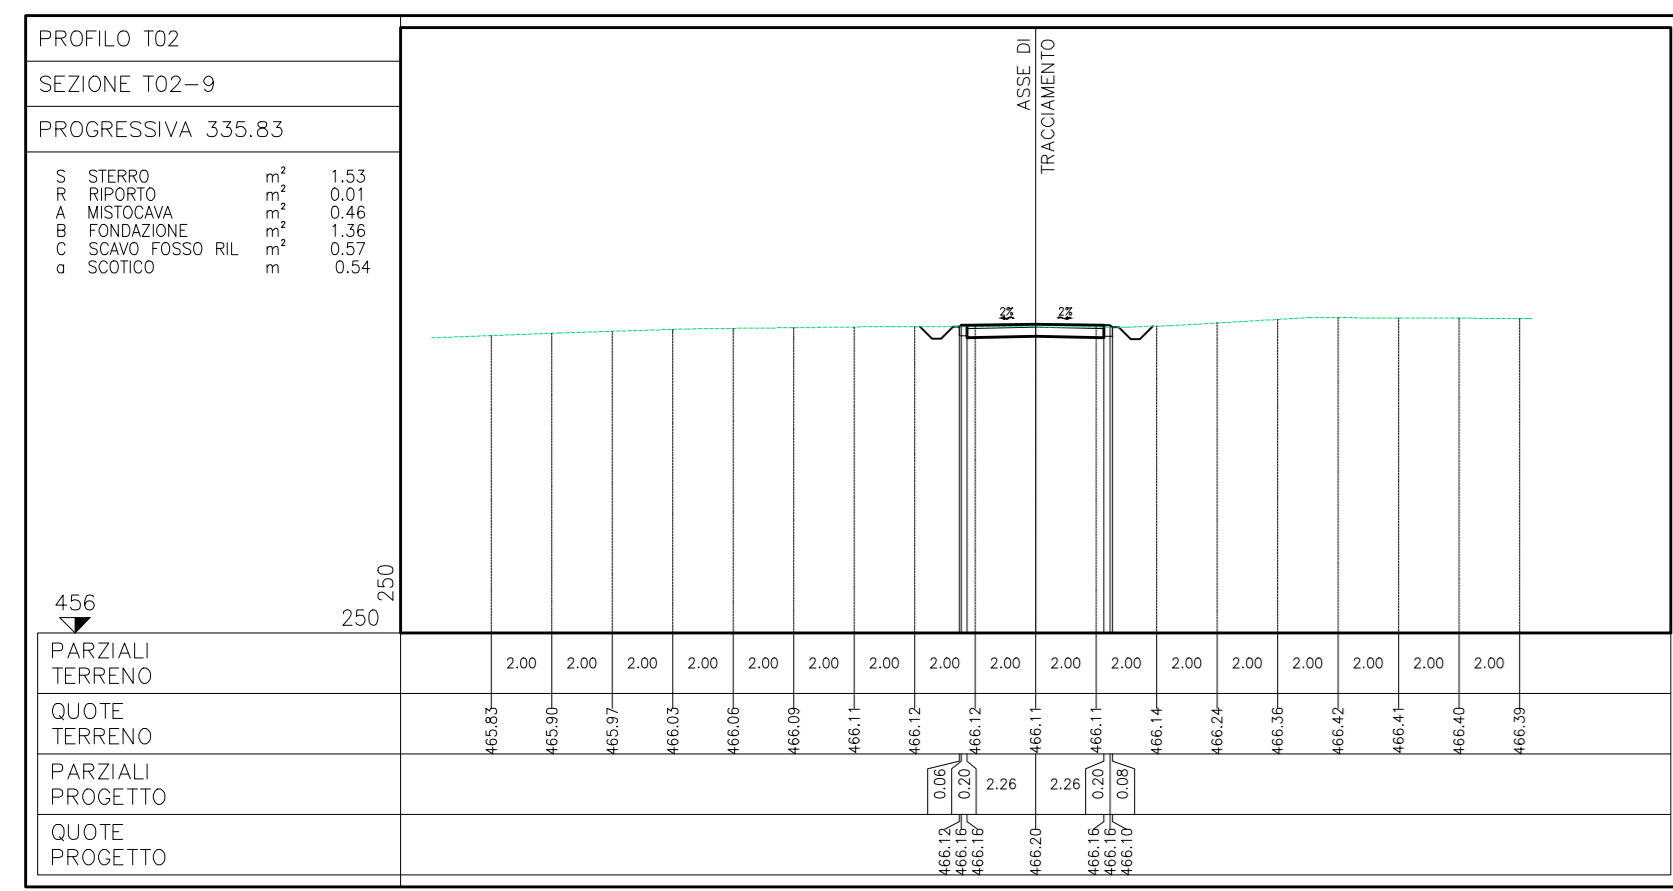 PROFILO T02
SEZIONE T02-9
PROGRESSIVA 335.83
S STERRO m² 1.53
R RIPORTO m² 0.01
A MISTOCAVA m² 0.46
B FONDAZIONE m² 1.36
C SCAVO FOSSO RIL m² 0.57
a SCOTICO m 0.54
ASSE DI
TRACCIAMENTO
2% 2%
456
250
250
PARZIALI
TERRENO
2.00 2.00 2.00 2.00 2.00 2.00 2.00 2.00 2.00 2.00 2.00 2.00 2.00 2.00 2.00 2.00 2.00
QUOTE
TERRENO
465.83 465.90 465.97 466.03 466.06 466.09 466.11 466.12 466.12 466.11 466.11 466.14 466.24 466.36 466.42 466.41 466.40 466.39
PARZIALI
PROGETTO
0.06 0.20 2.26 2.26 0.20 0.08
QUOTE
PROGETTO
466.12 466.16 466.16 466.20 466.16 466.16 466.10